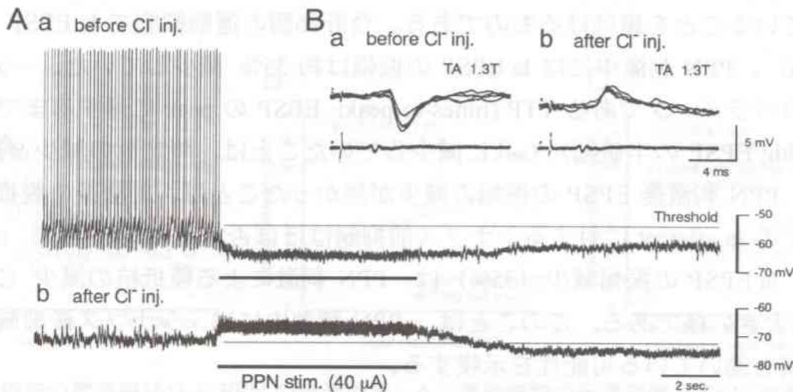 A
a before Cl⁻ inj.
B
a before Cl⁻ inj.
TA 1.3T
b after Cl⁻ inj.
TA 1.3T
5 mV
4 ms
Threshold
-50
-60
-70 mV
b after Cl⁻ inj.
-60
-70
-80 mV
PPN stim. (40 μA)
2 sec.